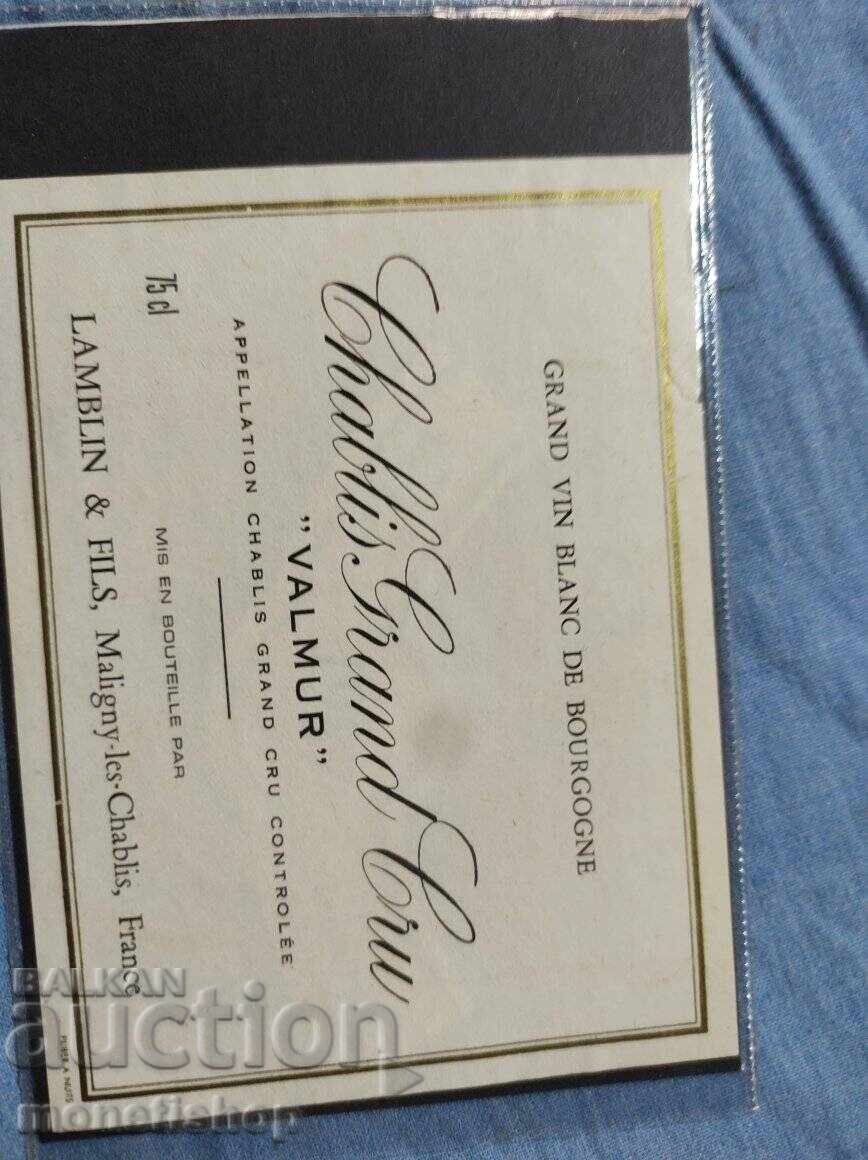 GRAND VIN BLANC DE BOURGOGNE
Chablis Grand Cru
"VALMUR"
APPELLATION CHABLIS GRAND CRU CONTROLÉE
75 cl
MIS EN BOUTEILLE PAR
LAMBLIN & FILS, Maligny-les-Chablis, France
BALKAN
auction
monetishop